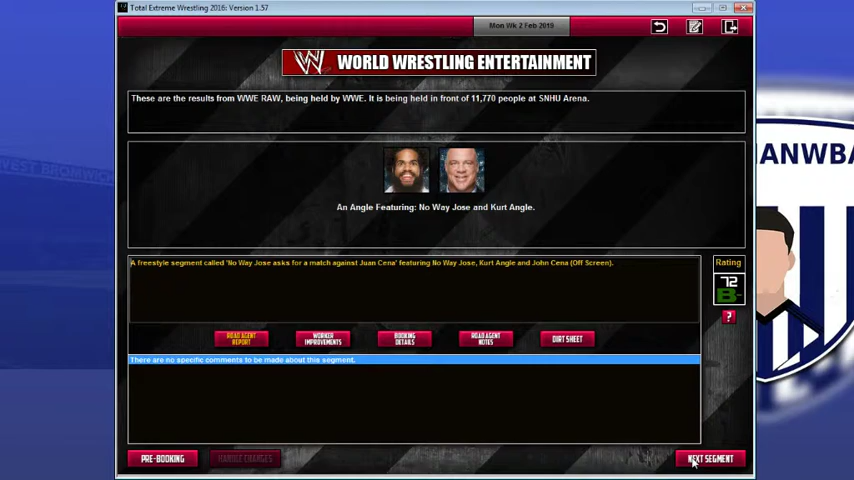 Total Extreme Wrestling 2016: Version 1.57
Mon Wk 2 Feb 2019
W WORLD WRESTLING ENTERTAINMENT
These are the results from WWE RAW, being held by WWE. It is being held in front of 11,770 people at SNHU Arena.
An Angle Featuring: No Way Jose and Kurt Angle.
A freestyle segment called 'No Way Jose asks for a match against Juan Cena' featuring No Way Jose, Kurt Angle and John Cena (Off Screen).
Rating
72
B-
?
ROAD AGENT REPORT
WORKER IMPROVEMENTS
BOOKING DETAILS
ROAD AGENT NOTES
DIRT SHEET
There are no specific comments to be made about this segment.
PRE-BOOKING
HANDLE CHANGES
NEXT SEGMENT
WEST BROMWICH
HANWBA